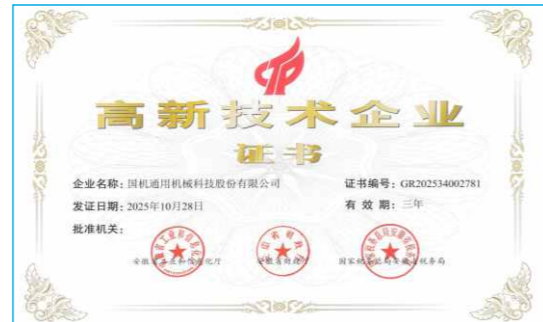 高新技术企业
证书
企业名称：国机通用机械科技股份有限公司
证书编号：GR202534002781
发证日期：2025年10月28日
有 效 期：三年
批准机关：